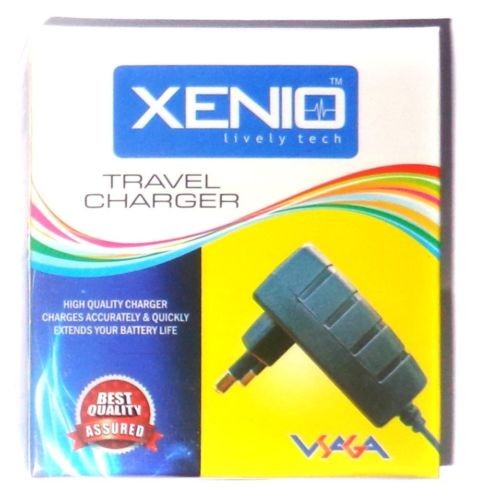 XENIO
TM
lively tech
TRAVEL
CHARGER
HIGH QUALITY CHARGER
CHARGES ACCURATELY & QUICKLY
EXTENDS YOUR BATTERY LIFE
BEST
QUALITY
ASSURED
VSAGA